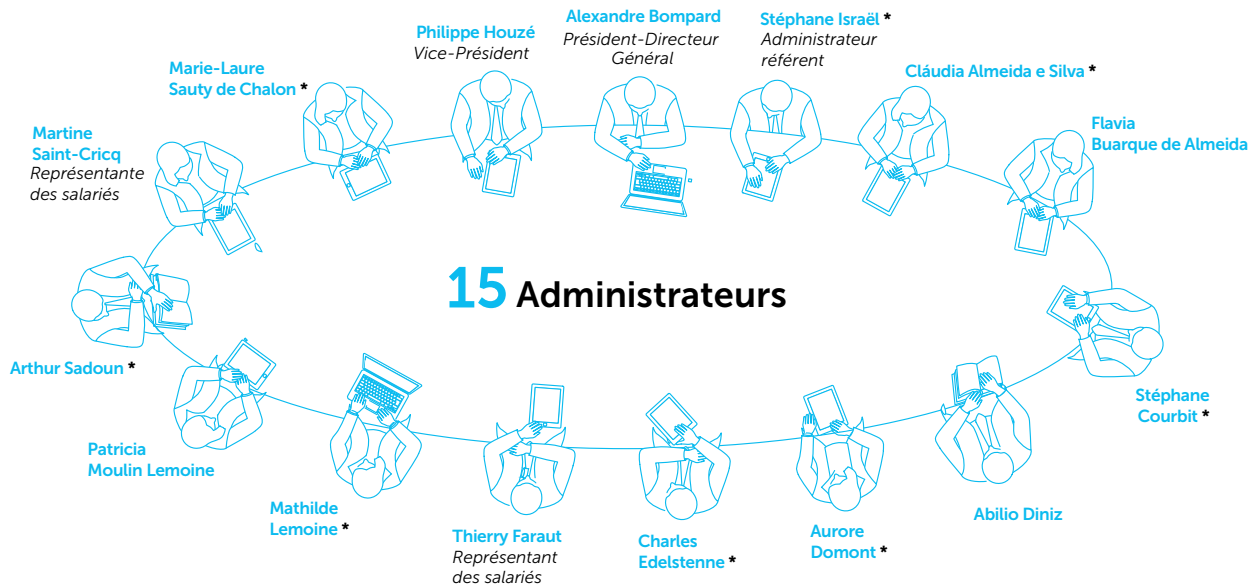 Alexandre Bompard
Président-Directeur
Général
Stéphane Israël *
Administrateur
référent
Philippe Houzé
Vice-Président
Cláudia Almeida e Silva *
Marie-Laure
Sauty de Chalon *
Flavia
Buarque de Almeida
Martine
Saint-Cricq
Représentante
des salariés
15 Administrateurs
Arthur Sadoun *
Stéphane
Courbit *
Patricia
Moulin Lemoine
Mathilde
Lemoine *
Thierry Faraut
Représentant
des salariés
Charles
Edelstenne *
Aurore
Domont *
Abilio Diniz